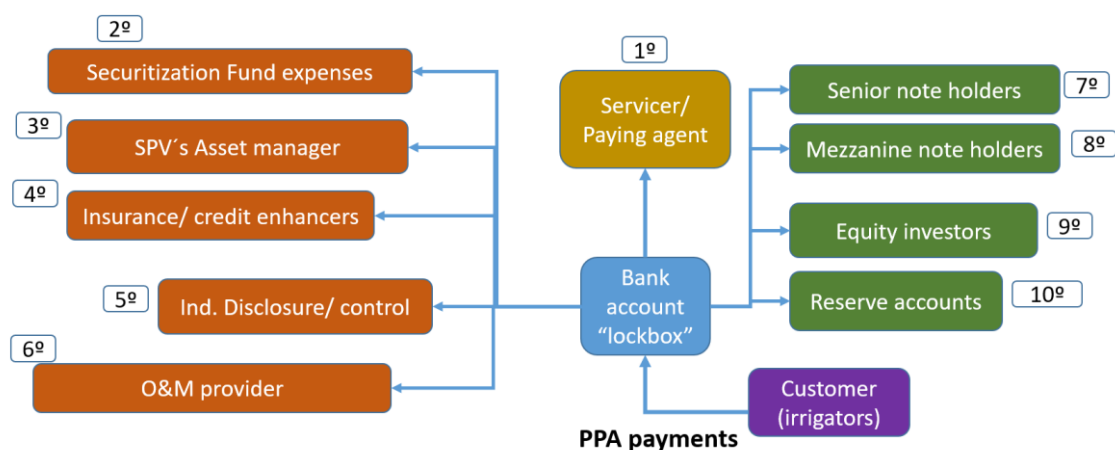 2º
Securitization Fund expenses
3º
SPV´s Asset manager
4º
Insurance/ credit enhancers
5º
Ind. Disclosure/ control
6º
O&M provider
1º
Servicer/
Paying agent
Bank
account
“lockbox”
Customer
(irrigators)
PPA payments
Senior note holders
7º
Mezzanine note holders
8º
Equity investors
9º
Reserve accounts
10º